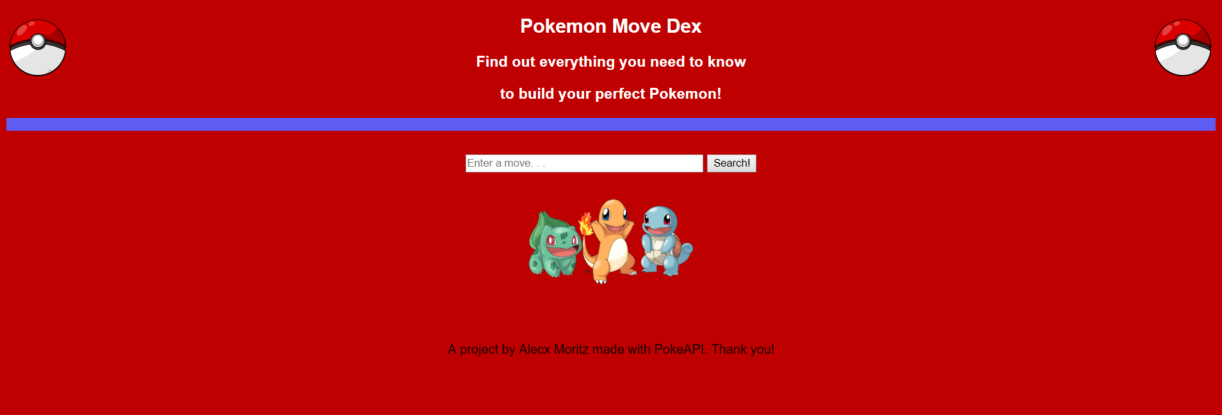 Pokemon Move Dex
Find out everything you need to know
to build your perfect Pokemon!
Enter a move. . .
Search!
A project by Alecx Moritz made with PokeAPI. Thank you!